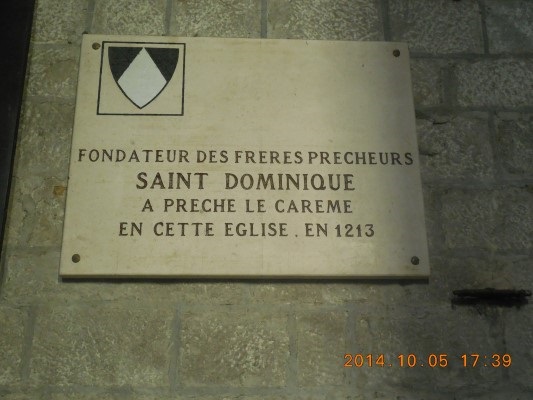 FONDATEUR DES FRERES PRECHEURS
SAINT DOMINIQUE
A PRECHE LE CAREME
EN CETTE EGLISE. EN 1213
2014.10.05 17:39